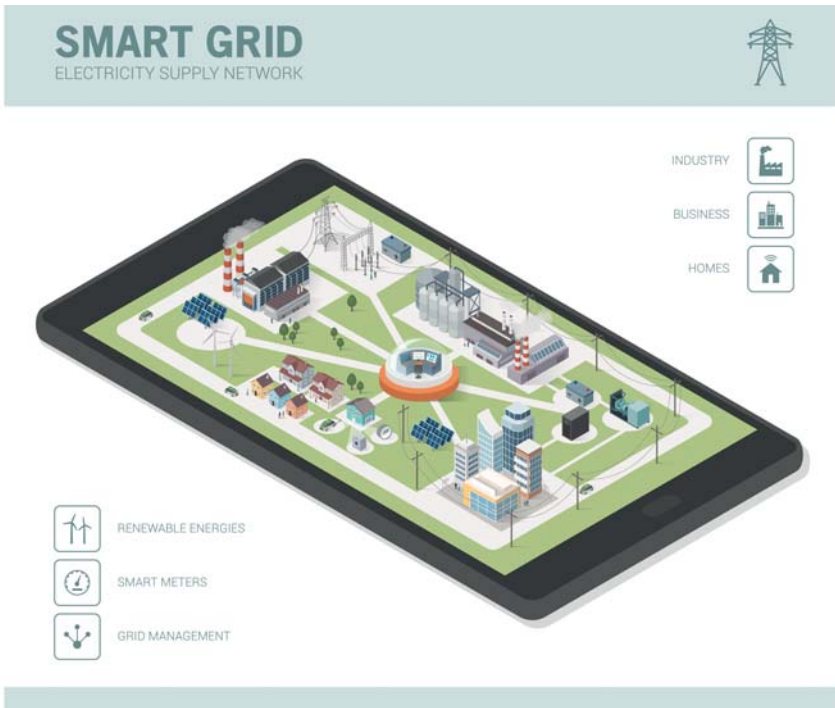 SMART GRID
ELECTRICITY SUPPLY NETWORK
INDUSTRY
BUSINESS
HOMES
RENEWABLE ENERGIES
SMART METERS
GRID MANAGEMENT